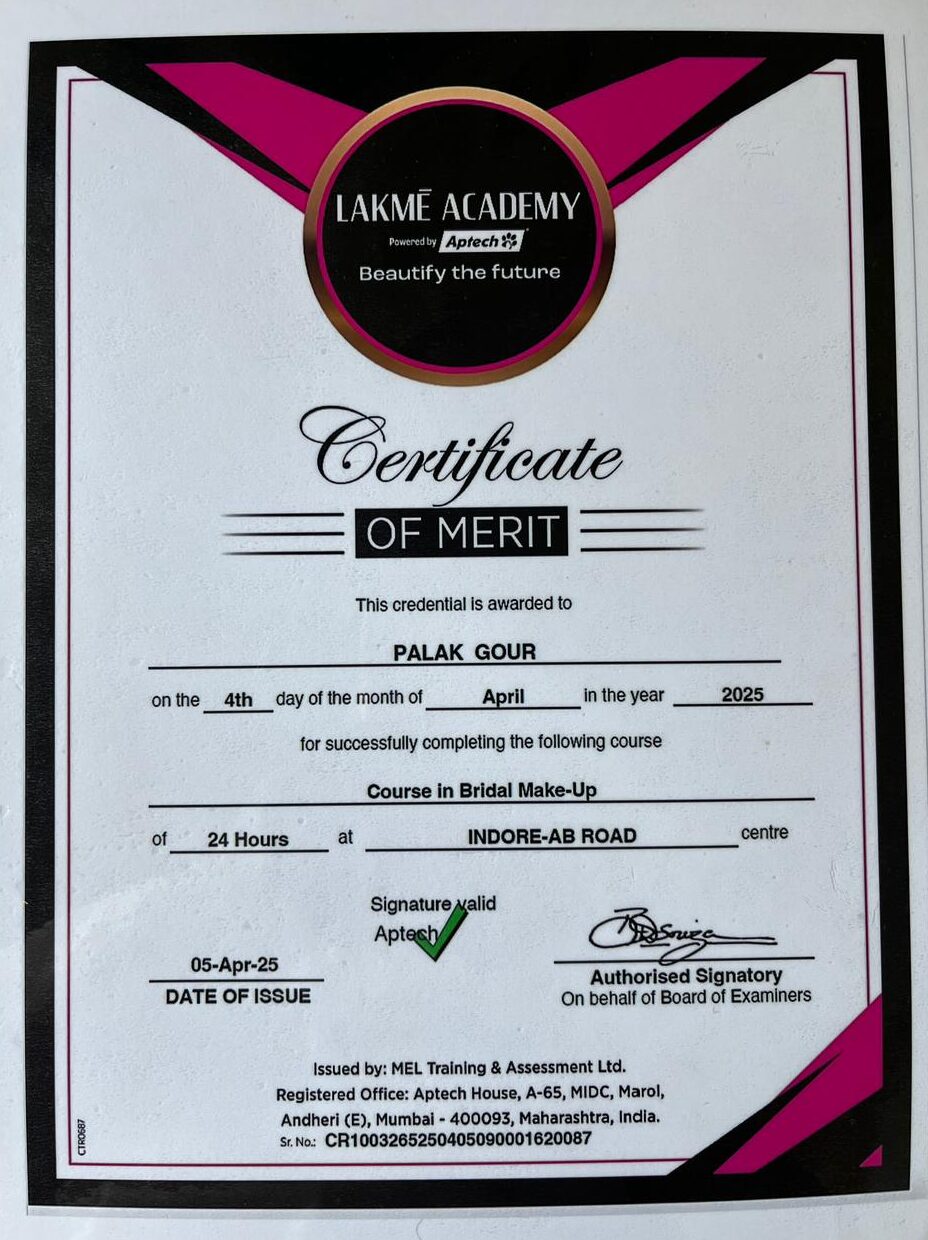 LAKMĒ ACADEMY
Powered by Aptech
Beautify the future
Certificate
OF MERIT
This credential is awarded to
PALAK GOUR
on the 4th day of the month of April in the year 2025
for successfully completing the following course
Course in Bridal Make-Up
of 24 Hours at INDORE-AB ROAD centre
Signature valid
Aptech
BDSouza
05-Apr-25
DATE OF ISSUE
Authorised Signatory
On behalf of Board of Examiners
Issued by: MEL Training & Assessment Ltd.
Registered Office: Aptech House, A-65, MIDC, Marol,
Andheri (E), Mumbai - 400093, Maharashtra, India.
Sr. No.: CR1003265250405090001620087
CTR0687